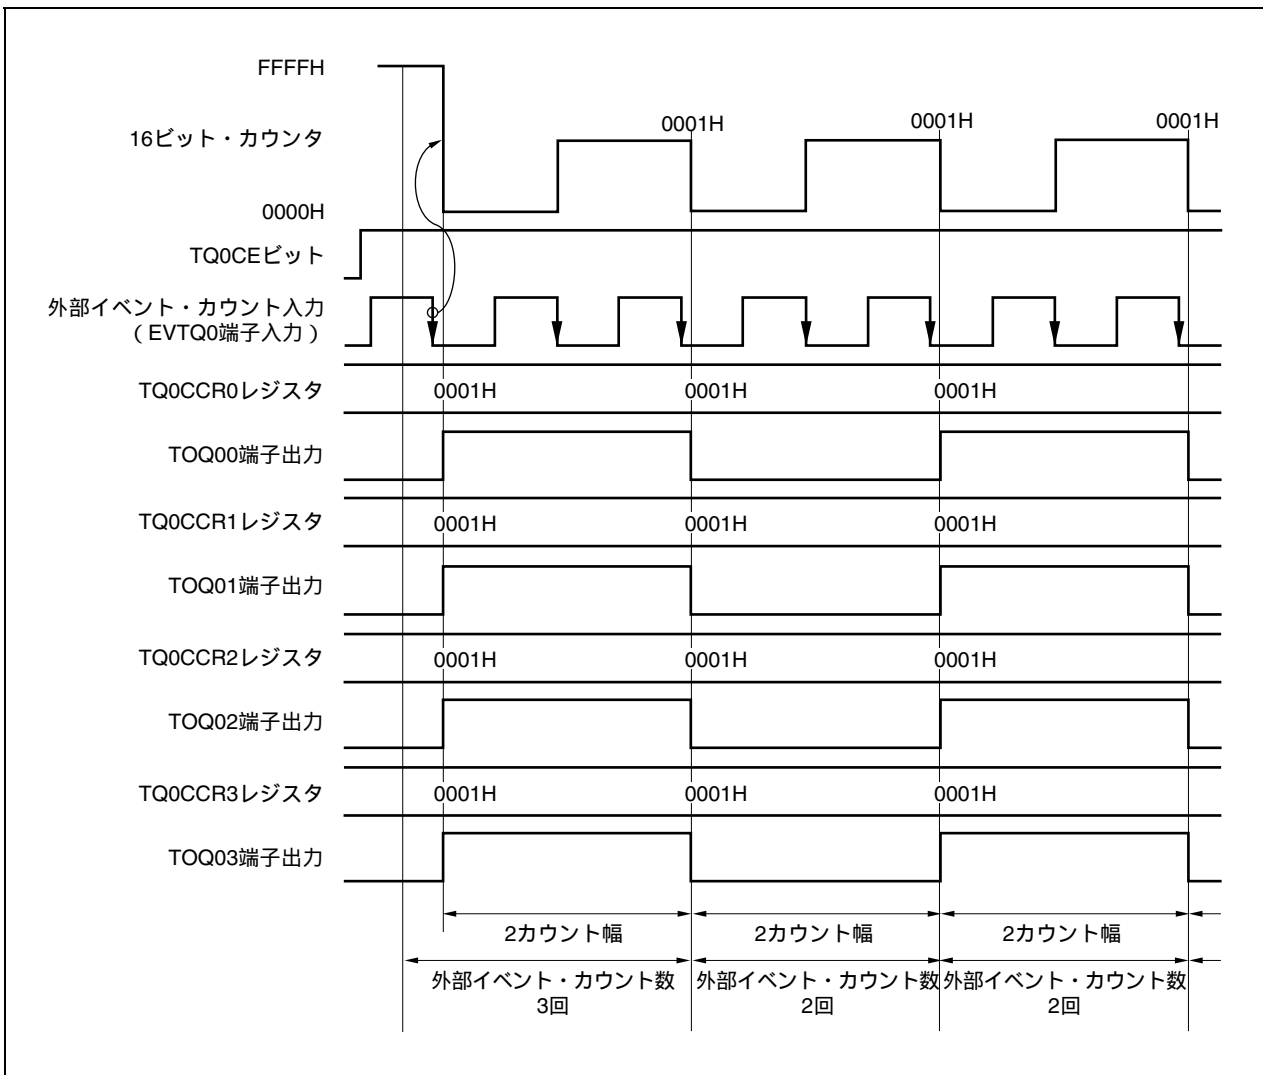 FFFFH
16ビット・カウンタ
0001H 0001H 0001H
0000H
TQ0CEビット
外部イベント・カウント入力
（EVTQ0端子入力）
TQ0CCR0レジスタ 0001H 0001H 0001H
TOQ00端子出力
TQ0CCR1レジスタ 0001H 0001H 0001H
TOQ01端子出力
TQ0CCR2レジスタ 0001H 0001H 0001H
TOQ02端子出力
TQ0CCR3レジスタ 0001H 0001H 0001H
TOQ03端子出力
2カウント幅 2カウント幅 2カウント幅
外部イベント・カウント数 外部イベント・カウント数 外部イベント・カウント数
3回 2回 2回